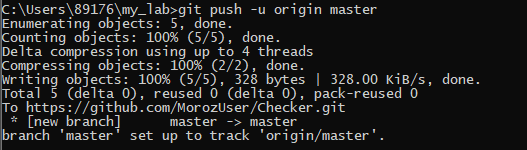 C:\Users\89176\my_lab>git push -u origin master
Enumerating objects: 5, done.
Counting objects: 100% (5/5), done.
Delta compression using up to 4 threads
Compressing objects: 100% (2/2), done.
Writing objects: 100% (5/5), 328 bytes | 328.00 KiB/s, done.
Total 5 (delta 0), reused 0 (delta 0), pack-reused 0
To https://github.com/MorozUser/Checker.git
 * [new branch]      master -> master
branch 'master' set up to track 'origin/master'.